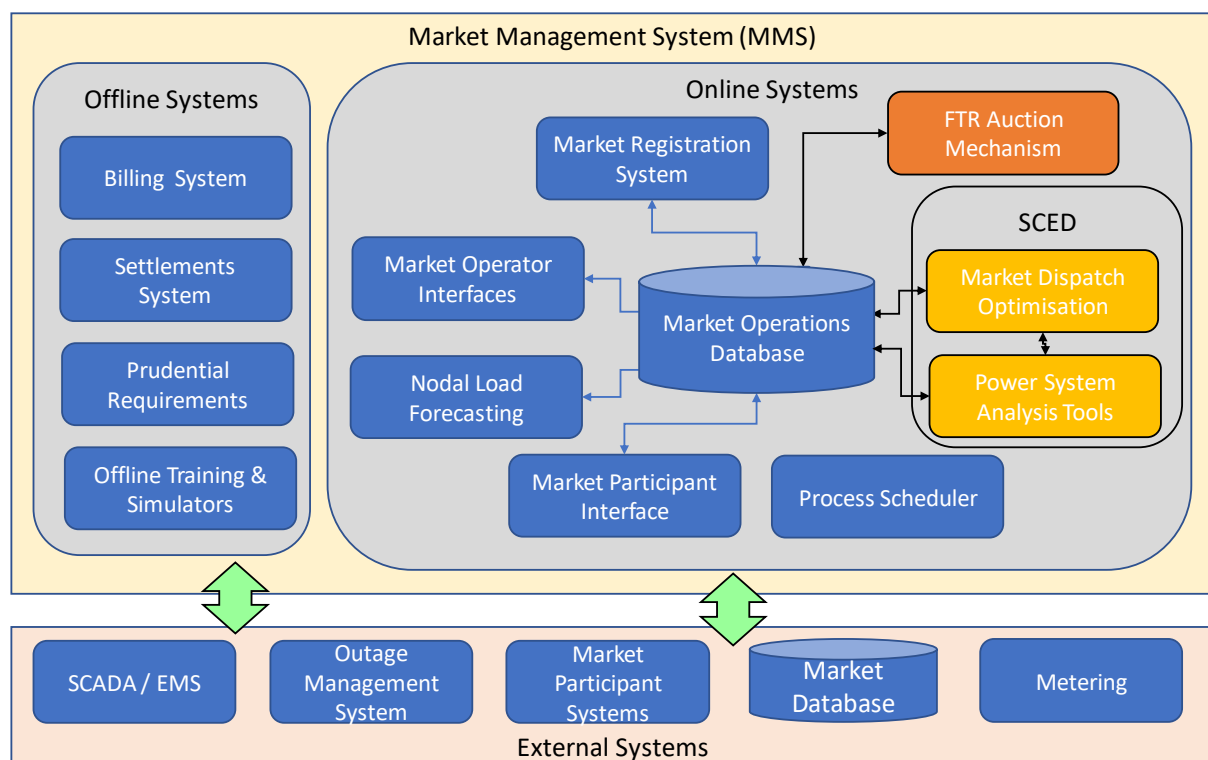 Market Management System (MMS)
Offline Systems
Billing System
Settlements
System
Prudential
Requirements
Offline Training &
Simulators
Online Systems
Market Registration
System
FTR Auction
Mechanism
Market Operator
Interfaces
Market Operations
Database
SCED
Market Dispatch
Optimisation
Power System
Analysis Tools
Nodal Load
Forecasting
Market Participant
Interface
Process Scheduler
SCADA / EMS
Outage
Management
System
Market
Participant
Systems
Market
Database
Metering
External Systems